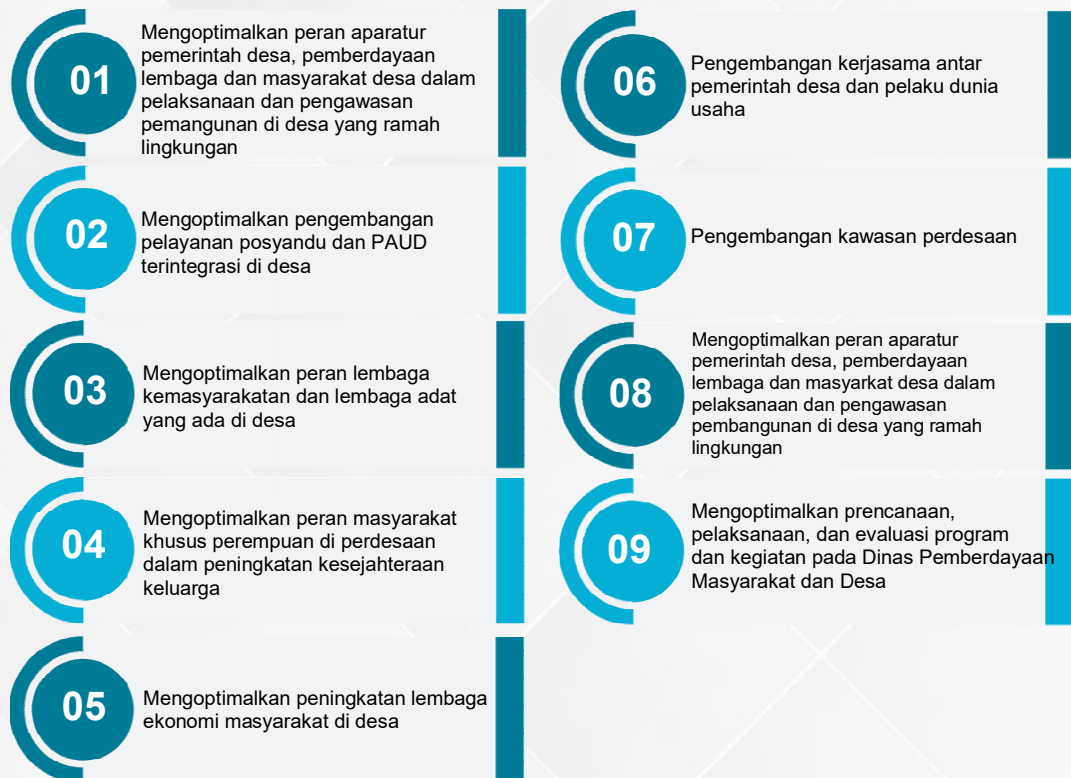 01
Mengoptimalkan peran aparatur
pemerintah desa, pemberdayaan
lembaga dan masyarakat desa dalam
pelaksanaan dan pengawasan
pemangunan di desa yang ramah
lingkungan
02
Mengoptimalkan pengembangan
pelayanan posyandu dan PAUD
terintegrasi di desa
03
Mengoptimalkan peran lembaga
kemasyarakatan dan lembaga adat
yang ada di desa
04
Mengoptimalkan peran masyarakat
khusus perempuan di perdesaan
dalam peningkatan kesejahteraan
keluarga
05
Mengoptimalkan peningkatan lembaga
ekonomi masyarakat di desa
06
Pengembangan kerjasama antar
pemerintah desa dan pelaku dunia
usaha
07
Pengembangan kawasan perdesaan
08
Mengoptimalkan peran aparatur
pemerintah desa, pemberdayaan
lembaga dan masyarkat desa dalam
pelaksanaan dan pengawasan
pembangunan di desa yang ramah
lingkungan
09
Mengoptimalkan prencanaan,
pelaksanaan, dan evaluasi program
dan kegiatan pada Dinas Pemberdayaan
Masyarakat dan Desa